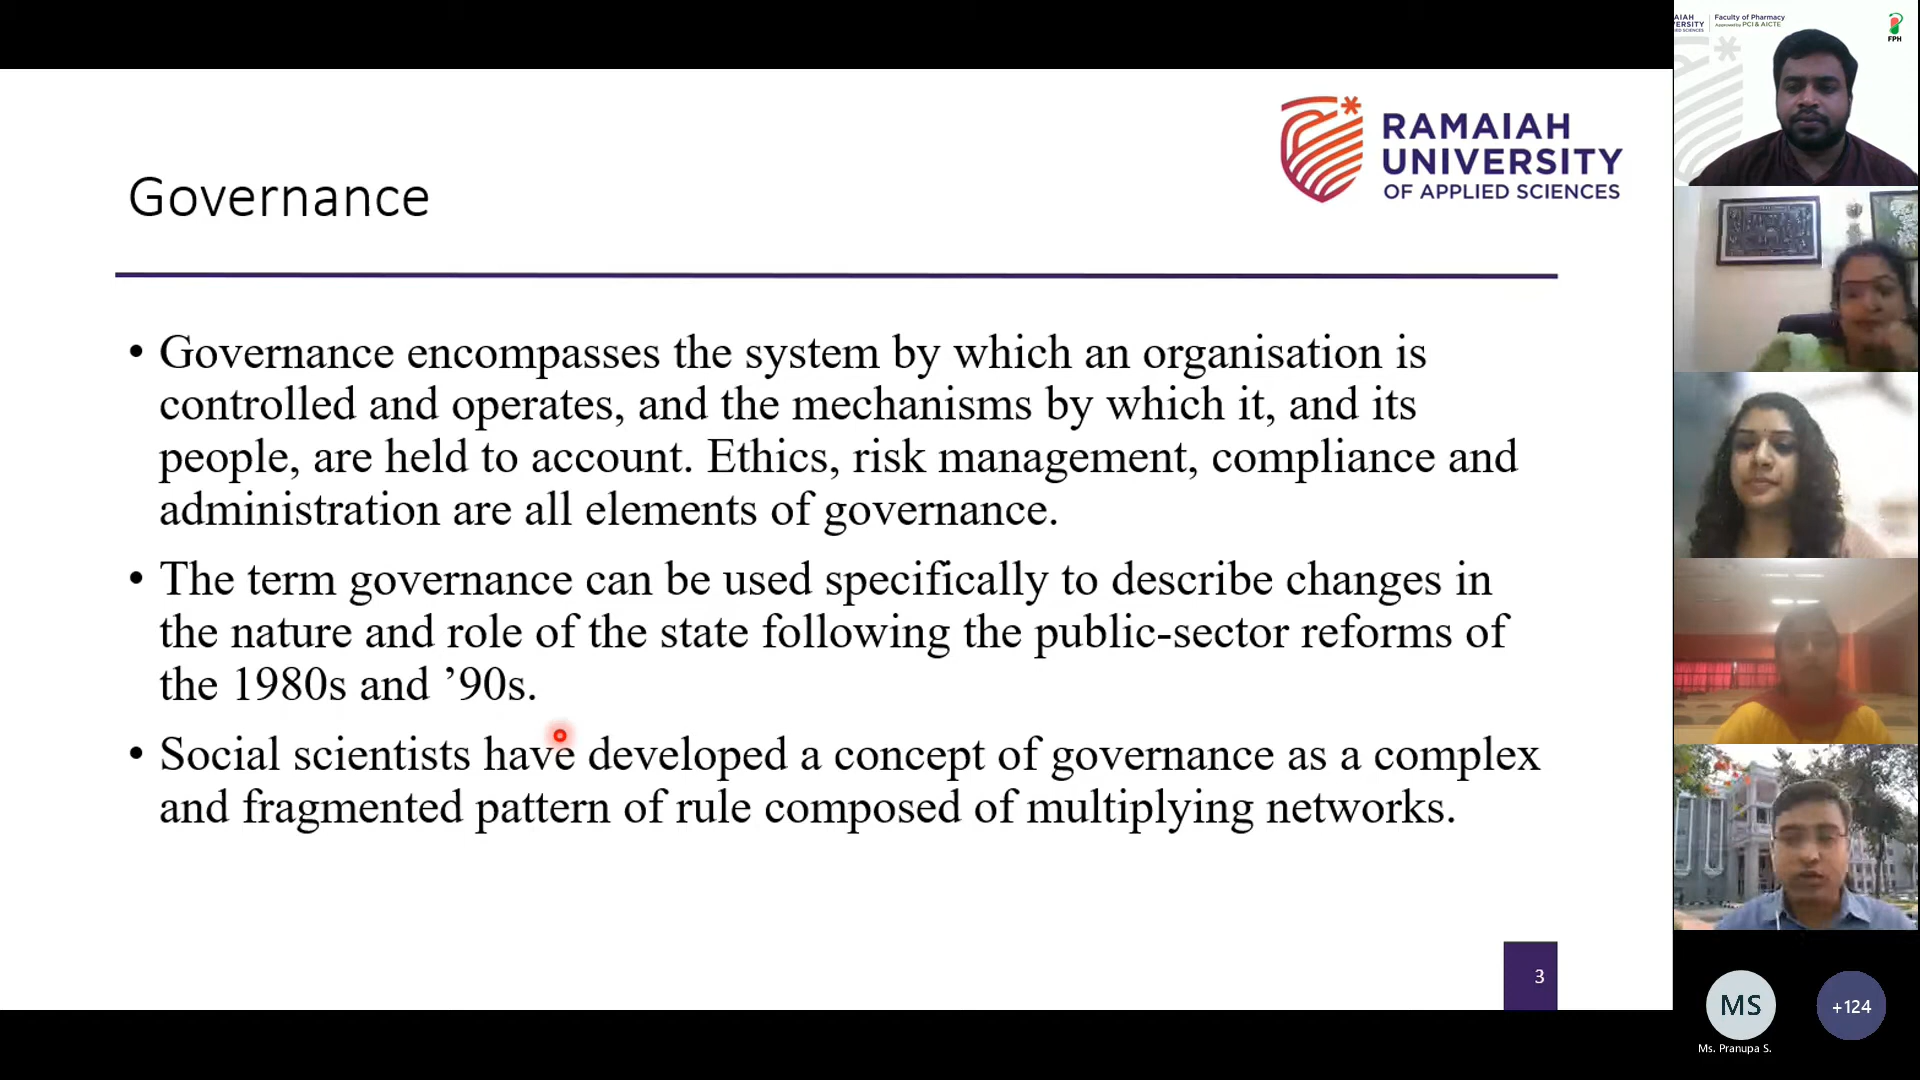 Governance
RAMAIAH
UNIVERSITY
OF APPLIED SCIENCES
• Governance encompasses the system by which an organisation is
controlled and operates, and the mechanisms by which it, and its
people, are held to account. Ethics, risk management, compliance and
administration are all elements of governance.
• The term governance can be used specifically to describe changes in
the nature and role of the state following the public-sector reforms of
the 1980s and ’90s.
• Social scientists have developed a concept of governance as a complex
and fragmented pattern of rule composed of multiplying networks.
3
Faculty of Pharmacy
Approved by PCI & AICTE
FPH
MS
+124
Ms. Pranupa S.